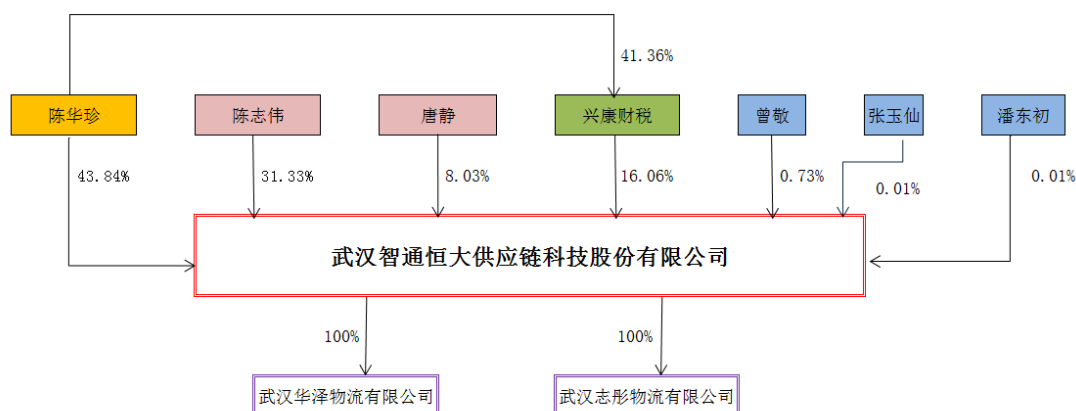 41.36%
陈华珍
陈志伟
唐静
兴康财税
曾敬
张玉仙
潘东初
43.84%
31.33%
8.03%
16.06%
0.73%
0.01%
0.01%
武汉智通恒大供应链科技股份有限公司
100%
100%
武汉华泽物流有限公司
武汉志彤物流有限公司